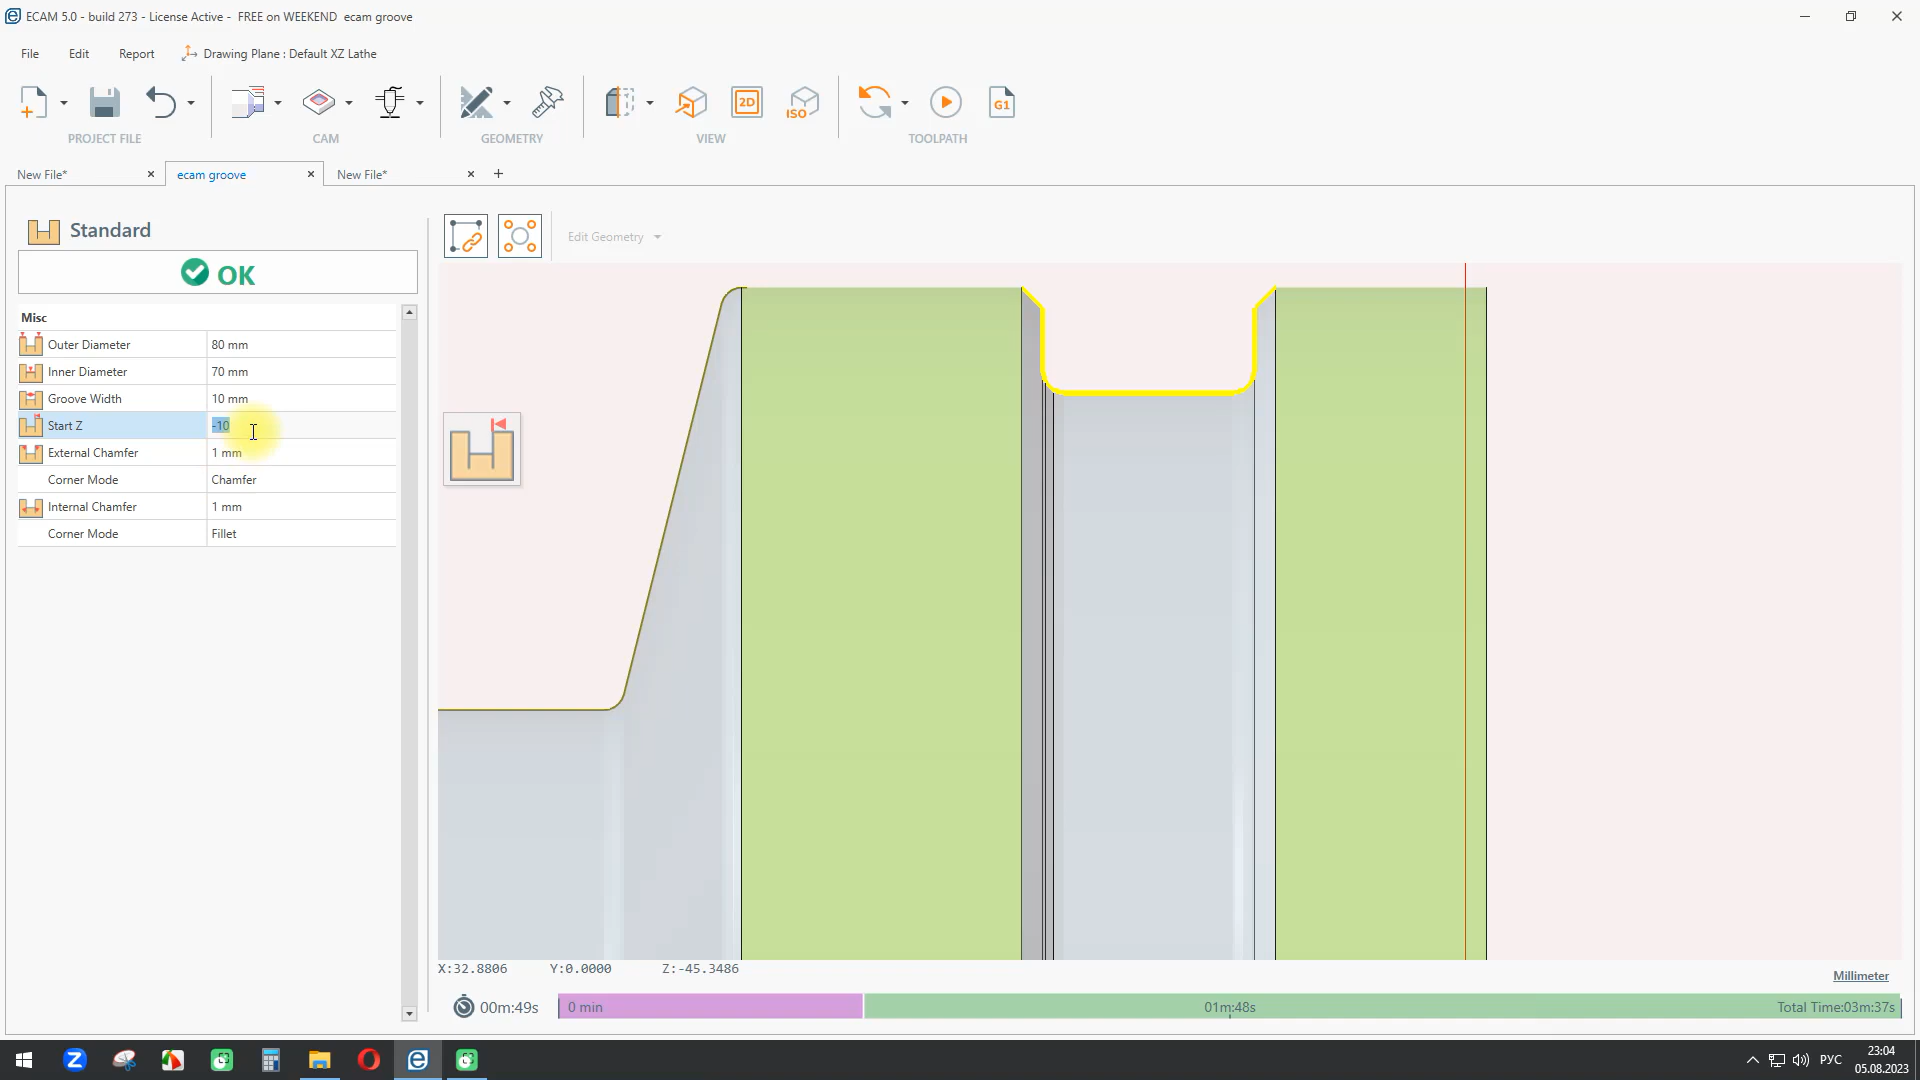 ECAM 5.0 - build 273 - License Active - FREE on WEEKEND ecam groove
File Edit Report Drawing Plane : Default XZ Lathe
2D ISO G1
PROJECT FILE CAM GEOMETRY VIEW TOOLPATH
New File* ecam groove New File*
Standard
Edit Geometry
OK
Misc
Outer Diameter 80 mm
Inner Diameter 70 mm
Groove Width 10 mm
Start Z -10
External Chamfer 1 mm
Corner Mode Chamfer
Internal Chamfer 1 mm
Corner Mode Fillet
X:32.8806 Y:0.0000 Z:-45.3486
Millimeter
00m:49s 0 min 01m:48s Total Time:03m:37s
РУС 23:04
05.08.2023